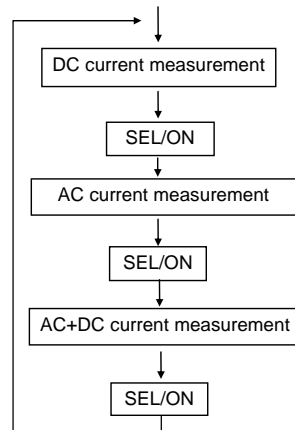 DC current measurement
SEL/ON
AC current measurement
SEL/ON
AC+DC current measurement
SEL/ON